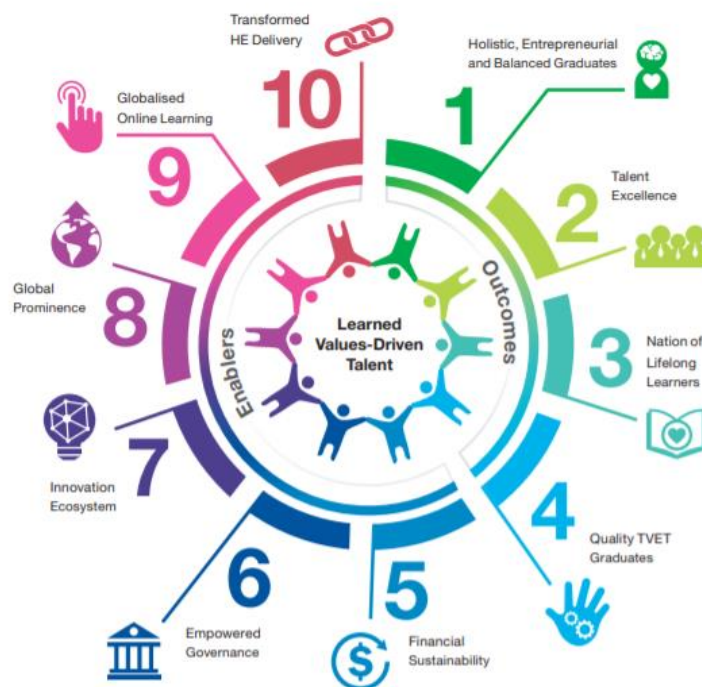 Transformed
HE Delivery
10
Holistic, Entrepreneurial
and Balanced Graduates
1
Talent
Excellence
2
Nation of
Lifelong
Learners
3
Quality TVET
Graduates
4
Financial
Sustainability
5
Empowered
Governance
6
Innovation
Ecosystem
7
Global
Prominence
8
Globalised
Online Learning
9
Enablers
Outcomes
Learned
Values-Driven
Talent
$